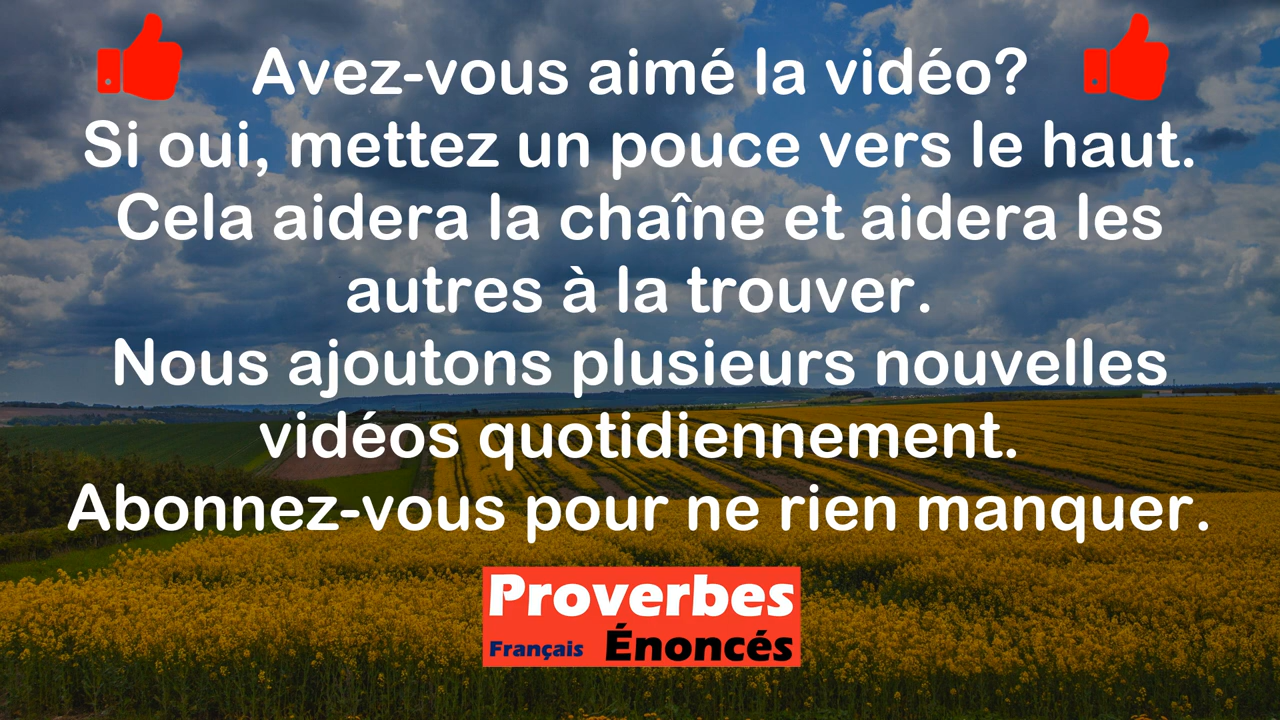 Avez-vous aimé la vidéo?
Si oui, mettez un pouce vers le haut.
Cela aidera la chaîne et aidera les
autres à la trouver.
Nous ajoutons plusieurs nouvelles
vidéos quotidiennement.
Abonnez-vous pour ne rien manquer.
Proverbes
Français Énoncés